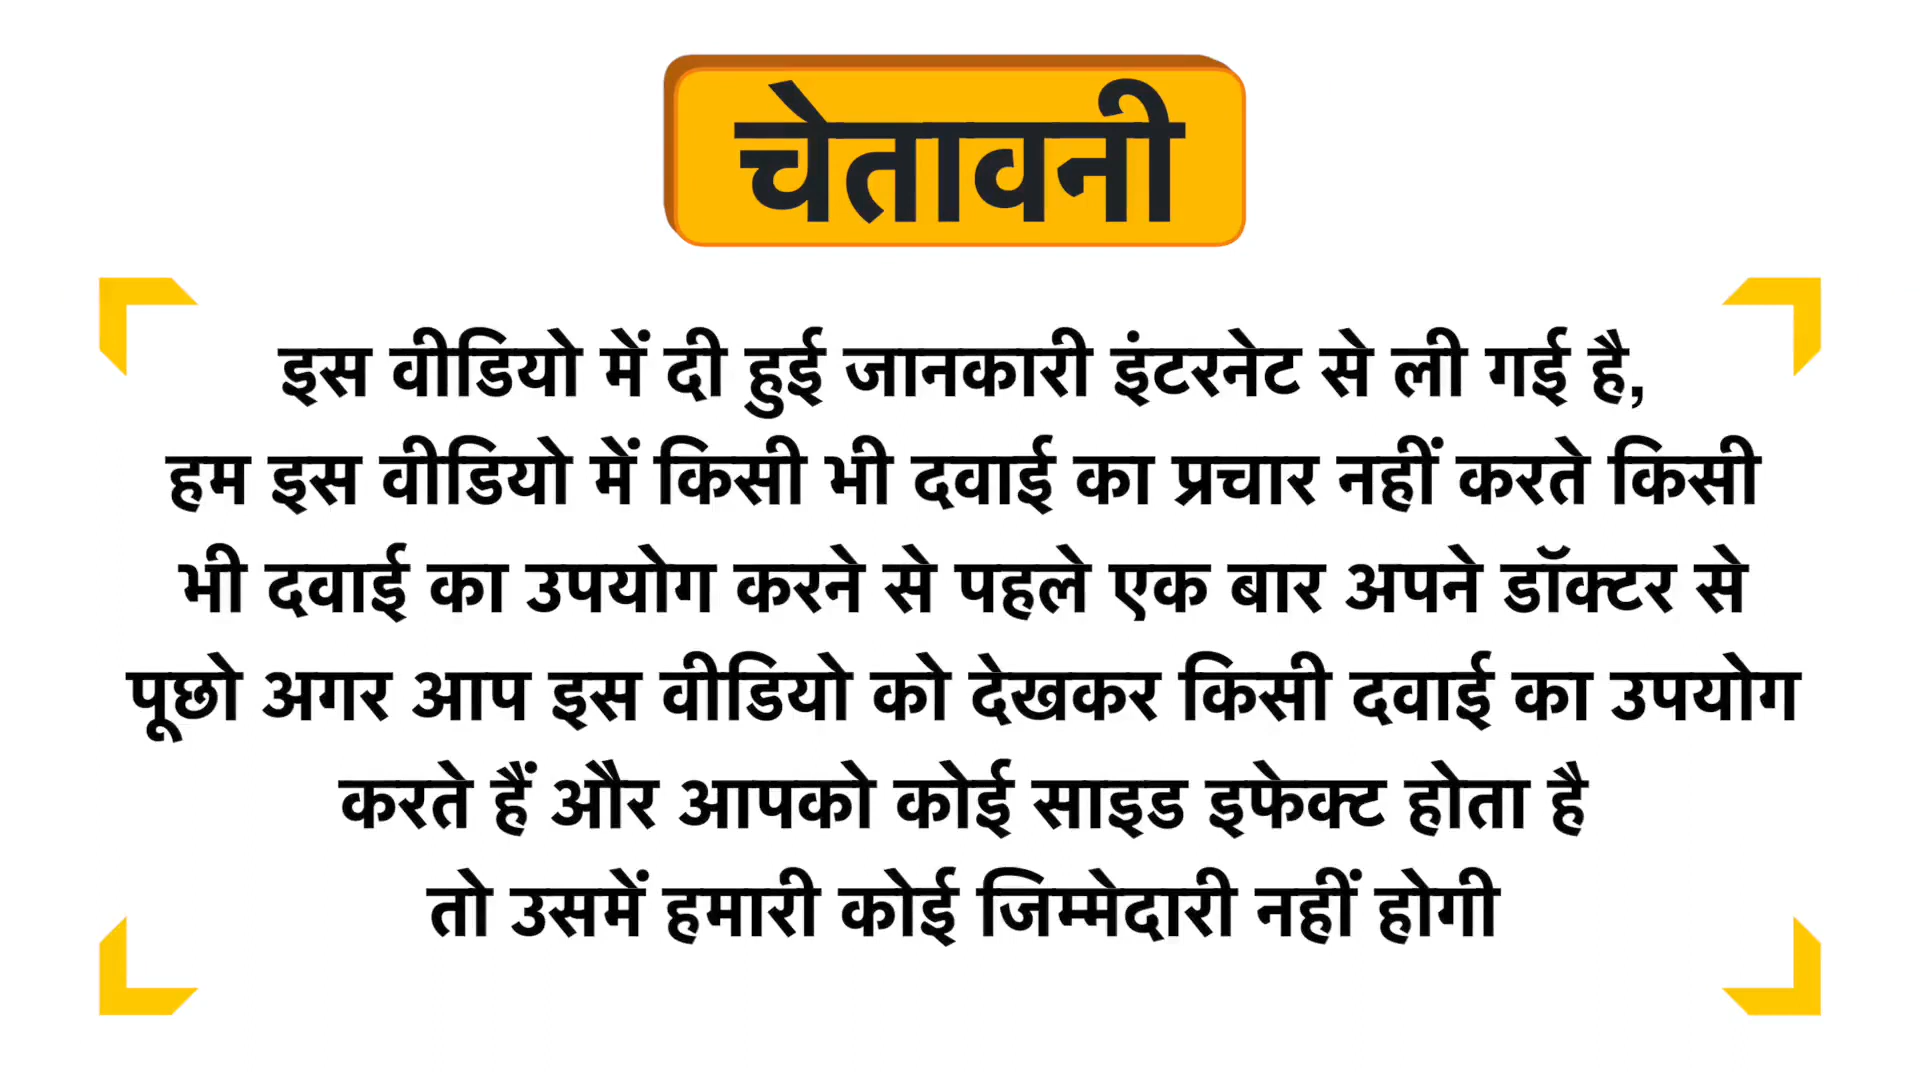 चेतावनी
इस वीडियो में दी हुई जानकारी इंटरनेट से ली गई है,
हम इस वीडियो में किसी भी दवाई का प्रचार नहीं करते किसी
भी दवाई का उपयोग करने से पहले एक बार अपने डॉक्टर से
पूछो अगर आप इस वीडियो को देखकर किसी दवाई का उपयोग
करते हैं और आपको कोई साइड इफेक्ट होता है
तो उसमें हमारी कोई जिम्मेदारी नहीं होगी